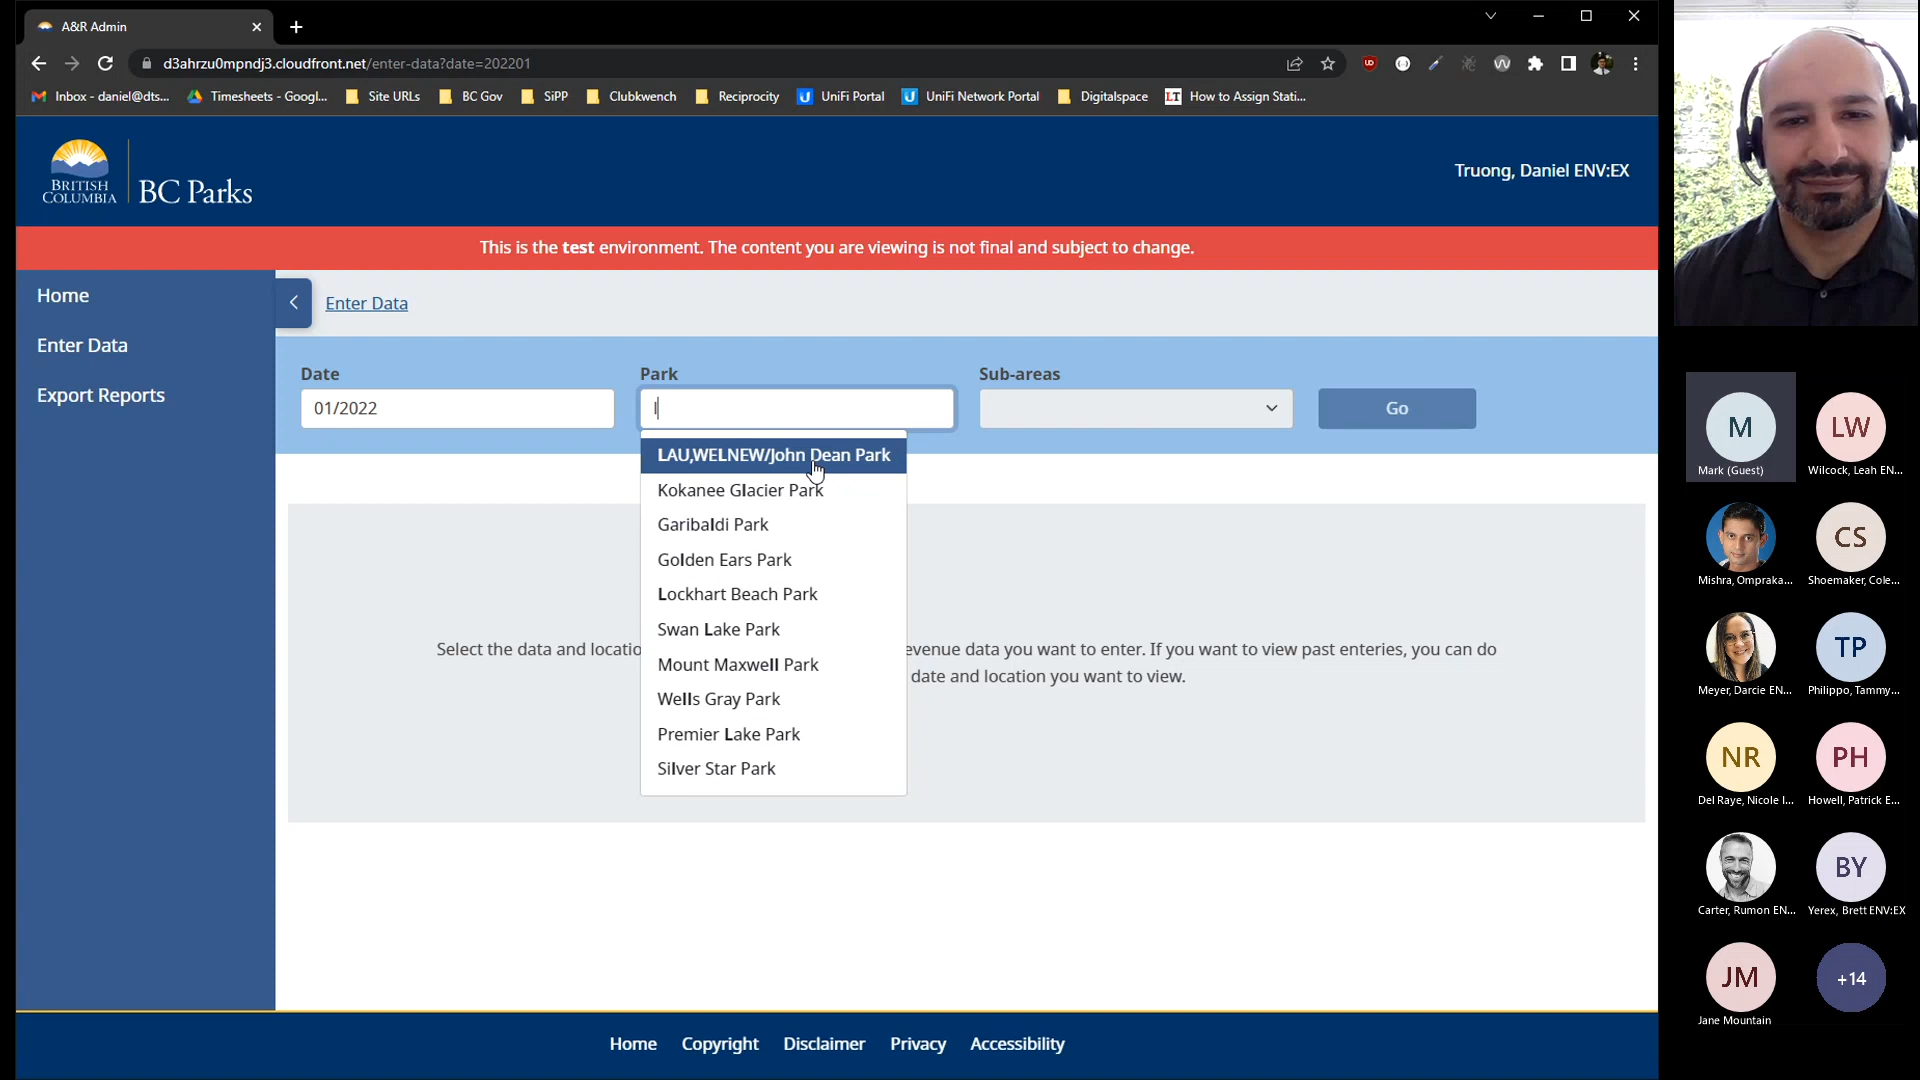 A&R Admin
d3ahrzu0mpndj3.cloudfront.net/enter-data?date=202201
Inbox - daniel@dts...
Timesheets - Googl...
Site URLs
BC Gov
SiPP
Clubkwench
Reciprocity
UniFi Portal
UniFi Network Portal
Digitalspace
LT
How to Assign Stati...
BRITISH
COLUMBIA
BC Parks
Truong, Daniel ENV:EX
This is the test environment. The content you are viewing is not final and subject to change.
Home
Enter Data
Export Reports
Enter Data
Date
Park
Sub-areas
01/2022
l
Go
LAU,WELNEW/John Dean Park
Kokanee Glacier Park
Garibaldi Park
Golden Ears Park
Lockhart Beach Park
Swan Lake Park
Mount Maxwell Park
Wells Gray Park
Premier Lake Park
Silver Star Park
Select the data and locatio
evenue data you want to enter. If you want to view past enteries, you can do
date and location you want to view.
Home
Copyright
Disclaimer
Privacy
Accessibility
M
Mark (Guest)
LW
Wilcock, Leah EN...
Mishra, Ompraka...
CS
Shoemaker, Cole...
Meyer, Darcie EN...
TP
Philippo, Tammy...
NR
Del Raye, Nicole I...
PH
Howell, Patrick E...
Carter, Rumon EN...
BY
Yerex, Brett ENV:EX
JM
Jane Mountain
+14